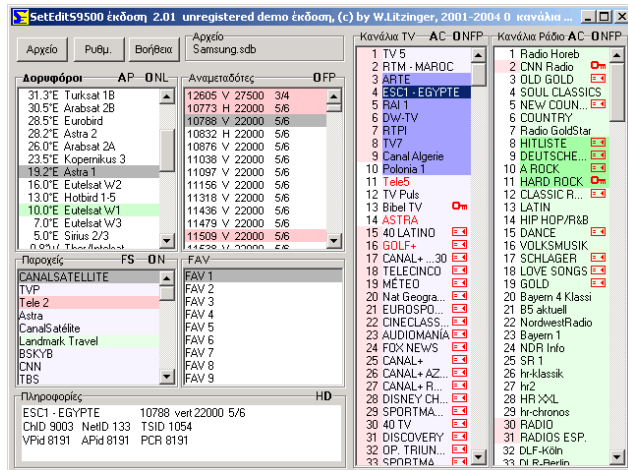 SetEditS9500 έκδοση 2.01 unregistered demo έκδοση, (c) by W.Litzinger, 2001-2004 0 κανάλια ...
Αρχείο Ρυθμ. Βοήθεια
Αρχείο
Samsung.sdb
Δορυφόροι AP ONL
31.3°E Turksat 1B
30.5°E Arabsat 2B
28.5°E Eurobird
28.2°E Astra 2
26.0°E Arabsat 2A
23.5°E Kopernikus 3
19.2°E Astra 1
16.0°E Eutelsat W2
13.0°E Hotbird 1-5
10.0°E Eutelsat W1
7.0°E Eutelsat W3
5.0°E Sirius 2/3
Αναμεταδότες OFP
12605 V 27500 3/4
10773 H 22000 5/6
10788 V 22000 5/6
10832 H 22000 5/6
10876 V 22000 5/6
11038 V 22000 5/6
11097 V 22000 5/6
11156 V 22000 5/6
11318 V 22000 5/6
11436 V 22000 5/6
11479 V 22000 5/6
11509 V 22000 5/6
Παροχείς FS ON
CANALSATELLITE
TVP
Tele 2
Astra
CanalSatélite
Landmark Travel
BSKYB
CNN
TBS
FAV
FAV 1
FAV 2
FAV 3
FAV 4
FAV 5
FAV 6
FAV 7
FAV 8
FAV 9
Πληροφορίες HD
ESC1 - EGYPTE 10788 vert 22000 5/6
ChID 9003 NetID 133 TSID 1054
VPid 8191 APid 8191 PCR 8191
Κανάλια TV AC ONFP
1 TV 5
2 RTM - MAROC
3 ARTE
4 ESC1 - EGYPTE
5 RAI 1
6 DW-TV
7 RTPI
8 TV7
9 Canal Algerie
10 Polonia 1
11 Tele5
12 TV Puls
13 Bibel TV
14 ASTRA
15 40 LATINO
16 GOLF+
17 CANAL+ ...30
18 TELECINCO
19 MÉTEO
20 Nat Geogra...
21 EUROSPO...
22 CINECLASS...
23 AUDIOMANÍA
24 FOX NEWS
25 CANAL+
26 CANAL+ AZ...
27 CANAL+ R...
28 DISNEY CH...
29 SPORTMA...
30 40 TV
31 DISCOVERY
32 OP. TRIUN...
33 SPORTMA...
Κανάλια Ράδιο AC ONFP
1 Radio Horeb
2 CNN Radio
3 OLD GOLD
4 SOUL CLASSICS
5 NEW COUN...
6 COUNTRY
7 Radio GoldStar
8 HITLISTE
9 DEUTSCHE...
10 A ROCK
11 HARD ROCK
12 CLASSIC R...
13 LATIN
14 HIP HOP/R&B
15 DANCE
16 VOLKSMUSIK
17 SCHLAGER
18 LOVE SONGS
19 GOLD
20 Bayern 4 Klassi
21 B5 aktuell
22 NordwestRadio
23 Bayern 1
24 NDR Info
25 SR 1
26 hr-klassik
27 hr2
28 HR XXL
29 hr-chronos
30 RADIO
31 RADIOS ESP.
32 DLF-Köln
33 DLR-Berlin